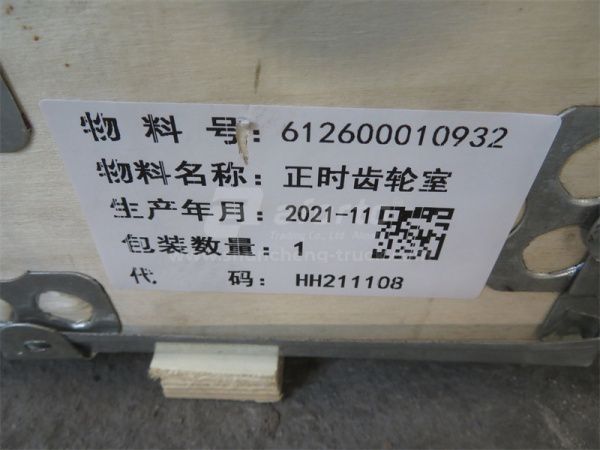 物料号：612600010932
物料名称：正时齿轮室
生产年月：2021-11
包装数量：1
代码：HH211108